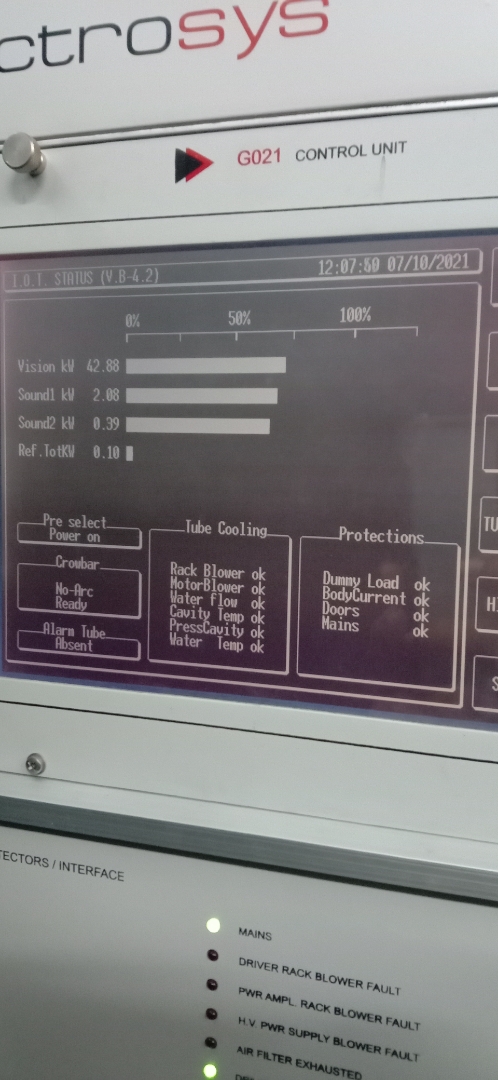 ctrosys
G021 CONTROL UNIT
1.0.1. STATUS (V.B-4.2)
12:07:50 07/10/2021
0% 50% 100%
Vision kW 42.88
Sound1 kW 2.08
Sound2 kW 0.39
Ref.TotKW 0.10
Pre select
Power on
Crowbar
No-Arc
Ready
Alarm Tube
Absent
Tube Cooling
Rack Blower ok
MotorBlower ok
Water flow ok
Cavity Temp ok
PressCavity ok
Water Temp ok
Protections
Dummy Load ok
BodyCurrent ok
Doors ok
Mains ok
TU
H
S
TECTORS / INTERFACE
MAINS
DRIVER RACK BLOWER FAULT
PWR AMPL. RACK BLOWER FAULT
H.V. PWR SUPPLY BLOWER FAULT
AIR FILTER EXHAUSTED